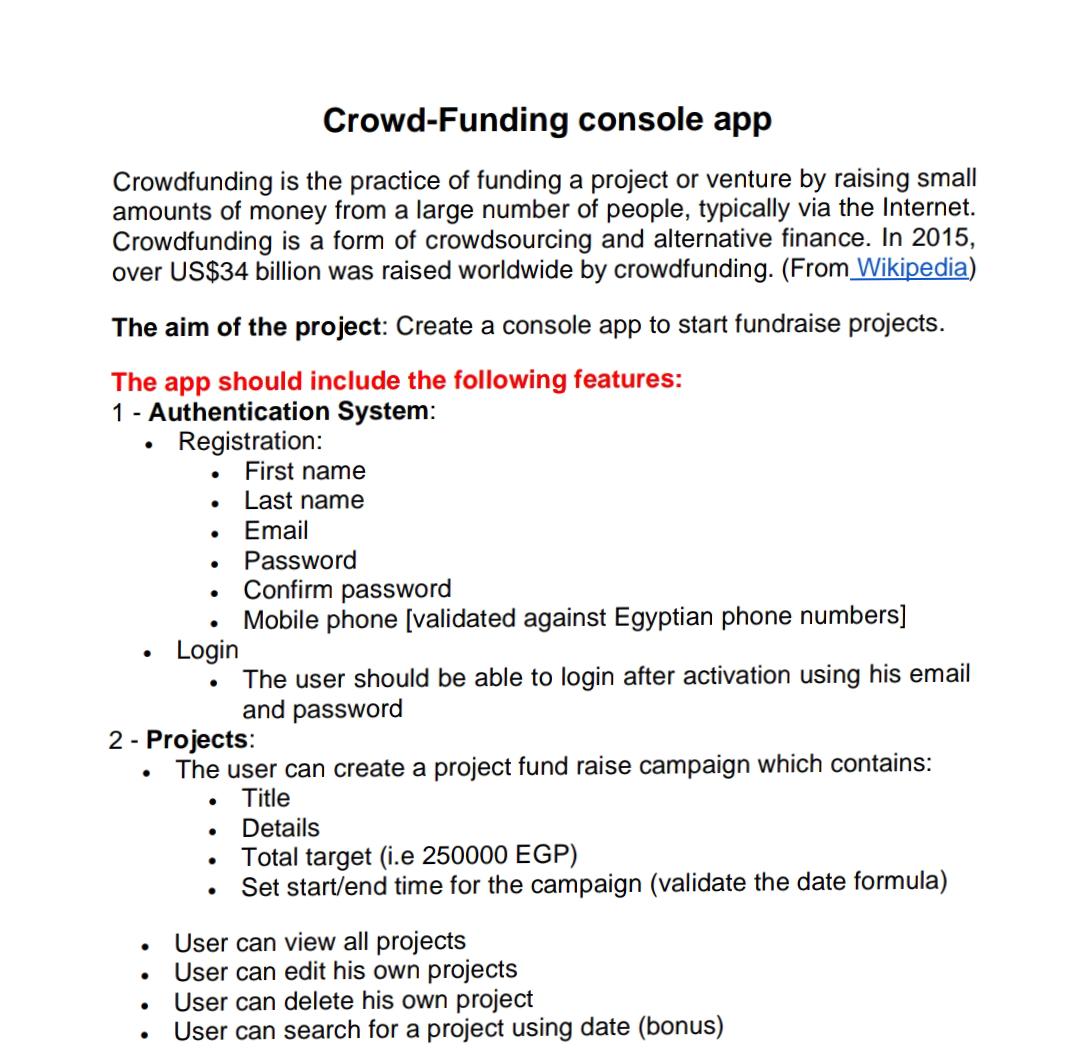 Crowd-Funding console app
Crowdfunding is the practice of funding a project or venture by raising small
amounts of money from a large number of people, typically via the Internet.
Crowdfunding is a form of crowdsourcing and alternative finance. In 2015,
over US$34 billion was raised worldwide by crowdfunding. (From Wikipedia)
The aim of the project: Create a console app to start fundraise projects.
The app should include the following features:
1 - Authentication System:
• Registration:
• First name
• Last name
• Email
• Password
• Confirm password
• Mobile phone [validated against Egyptian phone numbers]
• Login
• The user should be able to login after activation using his email
and password
2 - Projects:
• The user can create a project fund raise campaign which contains:
• Title
• Details
• Total target (i.e 250000 EGP)
• Set start/end time for the campaign (validate the date formula)
• User can view all projects
• User can edit his own projects
• User can delete his own project
• User can search for a project using date (bonus)